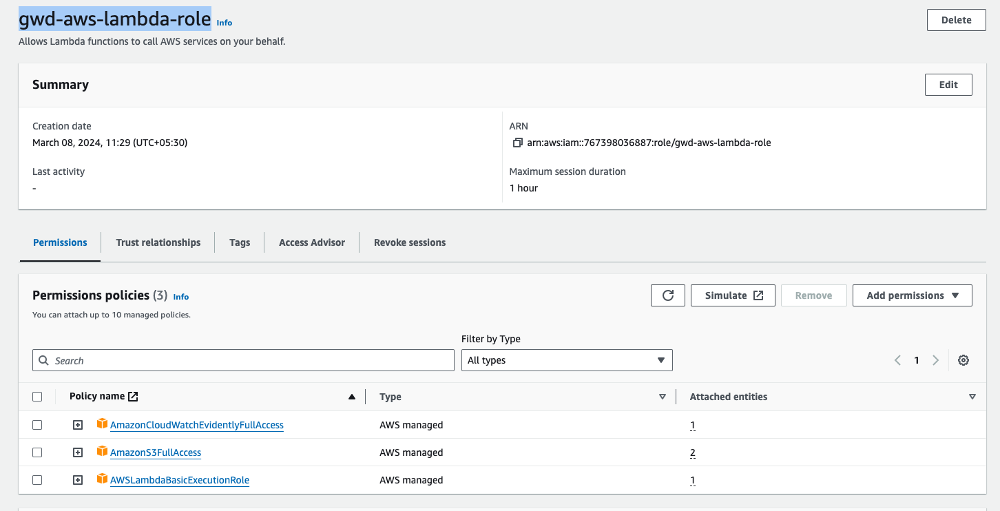 gwd-aws-lambda-role Info
Delete
Allows Lambda functions to call AWS services on your behalf.
Summary
Edit
Creation date
March 08, 2024, 11:29 (UTC+05:30)
ARN
arn:aws:iam::767398036887:role/gwd-aws-lambda-role
Last activity
-
Maximum session duration
1 hour
Permissions Trust relationships Tags Access Advisor Revoke sessions
Permissions policies (3) Info
Simulate Remove Add permissions
You can attach up to 10 managed policies.
Filter by Type
Search All types 1
Policy name Type Attached entities
AmazonCloudWatchEvidentlyFullAccess AWS managed 1
AmazonS3FullAccess AWS managed 2
AWSLambdaBasicExecutionRole AWS managed 1